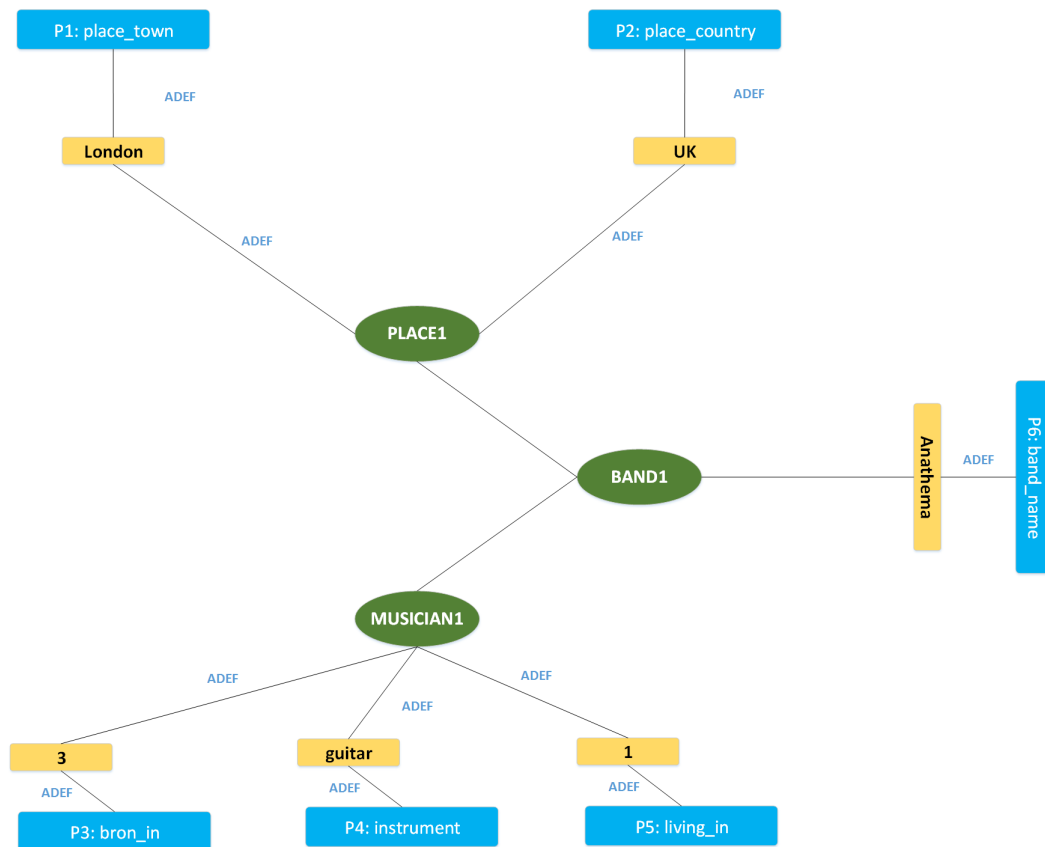 P1: place_town
P2: place_country
ADEF
ADEF
London
UK
ADEF
ADEF
PLACE1
BAND1
Anathema
ADEF
P6: band_name
MUSICIAN1
ADEF
ADEF
ADEF
3
guitar
1
ADEF
ADEF
ADEF
P3: bron_in
P4: instrument
P5: living_in